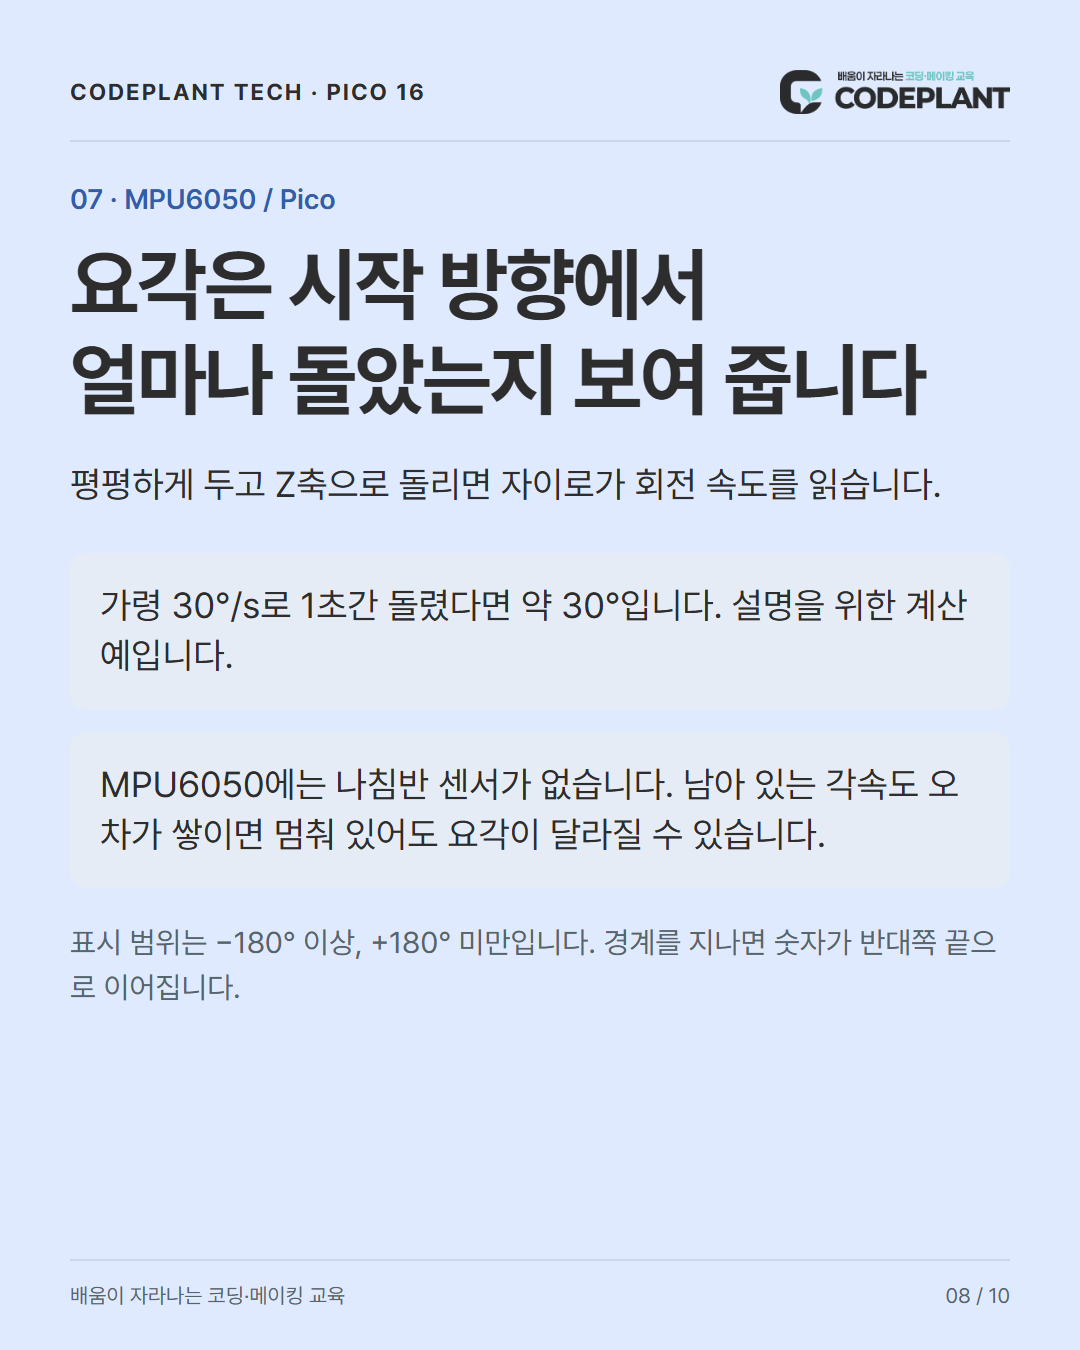 CODEPLANT TECH · PICO 16
배움이 자라나는 코딩·메이킹 교육
CODEPLANT
07 · MPU6050 / Pico
요각은 시작 방향에서
얼마나 돌았는지 보여 줍니다
평평하게 두고 Z축으로 돌리면 자이로가 회전 속도를 읽습니다.
가령 30°/s로 1초간 돌렸다면 약 30°입니다. 설명을 위한 계산
예입니다.
MPU6050에는 나침반 센서가 없습니다. 남아 있는 각속도 오
차가 쌓이면 멈춰 있어도 요각이 달라질 수 있습니다.
표시 범위는 −180° 이상, +180° 미만입니다. 경계를 지나면 숫자가 반대쪽 끝으
로 이어집니다.
배움이 자라나는 코딩·메이킹 교육
08 / 10